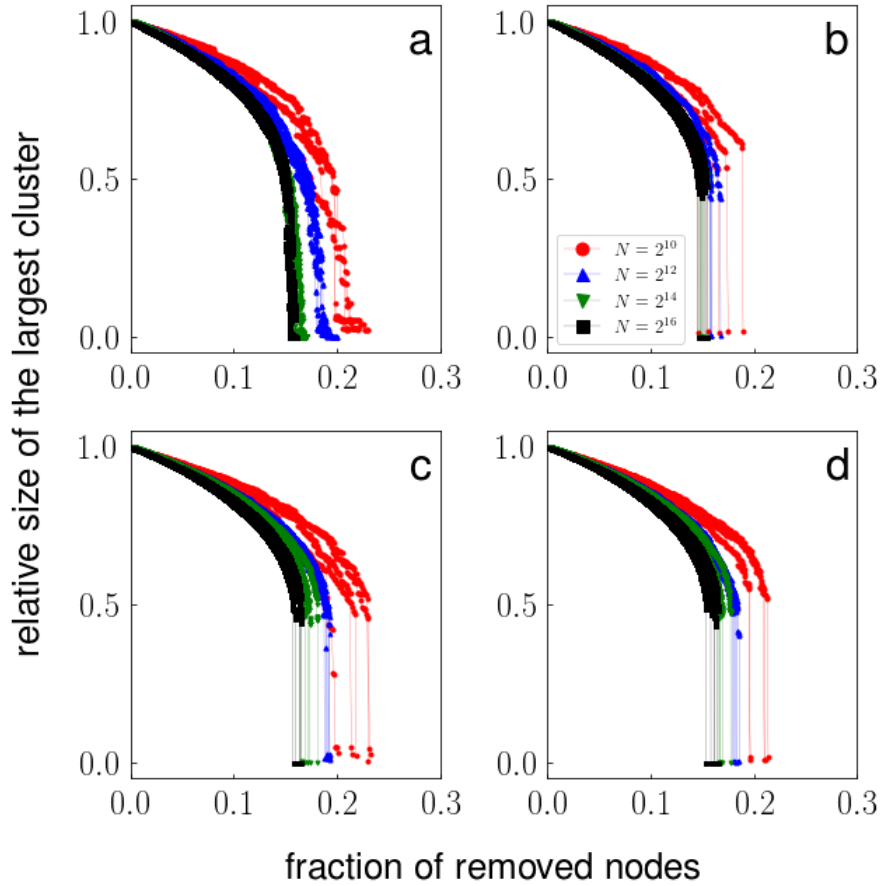 relative size of the largest cluster
a
1.0
0.5
0.0
0.0 0.1 0.2 0.3
b
1.0
0.5
0.0
N = 2^10
N = 2^12
N = 2^14
N = 2^16
0.0 0.1 0.2 0.3
c
1.0
0.5
0.0
0.0 0.1 0.2 0.3
d
1.0
0.5
0.0
0.0 0.1 0.2 0.3
fraction of removed nodes